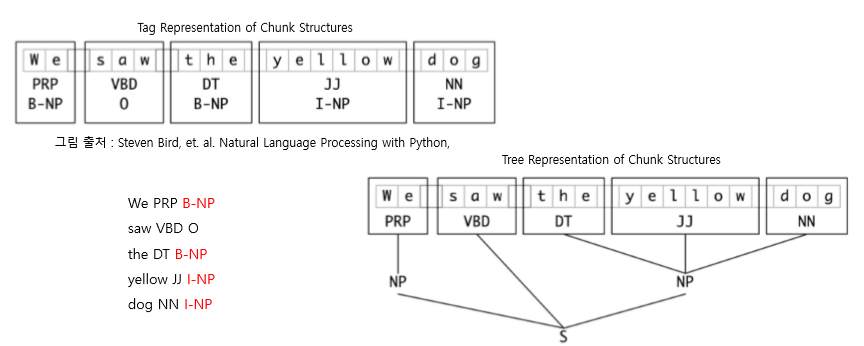 Tag Representation of Chunk Structures
We saw the yellow dog
PRP VBD DT JJ NN
B-NP O B-NP I-NP I-NP
그림 출처 : Steven Bird, et. al. Natural Language Processing with Python,
Tree Representation of Chunk Structures
We saw the yellow dog
PRP VBD DT JJ NN
NP NP
S
We PRP B-NP
saw VBD O
the DT B-NP
yellow JJ I-NP
dog NN I-NP